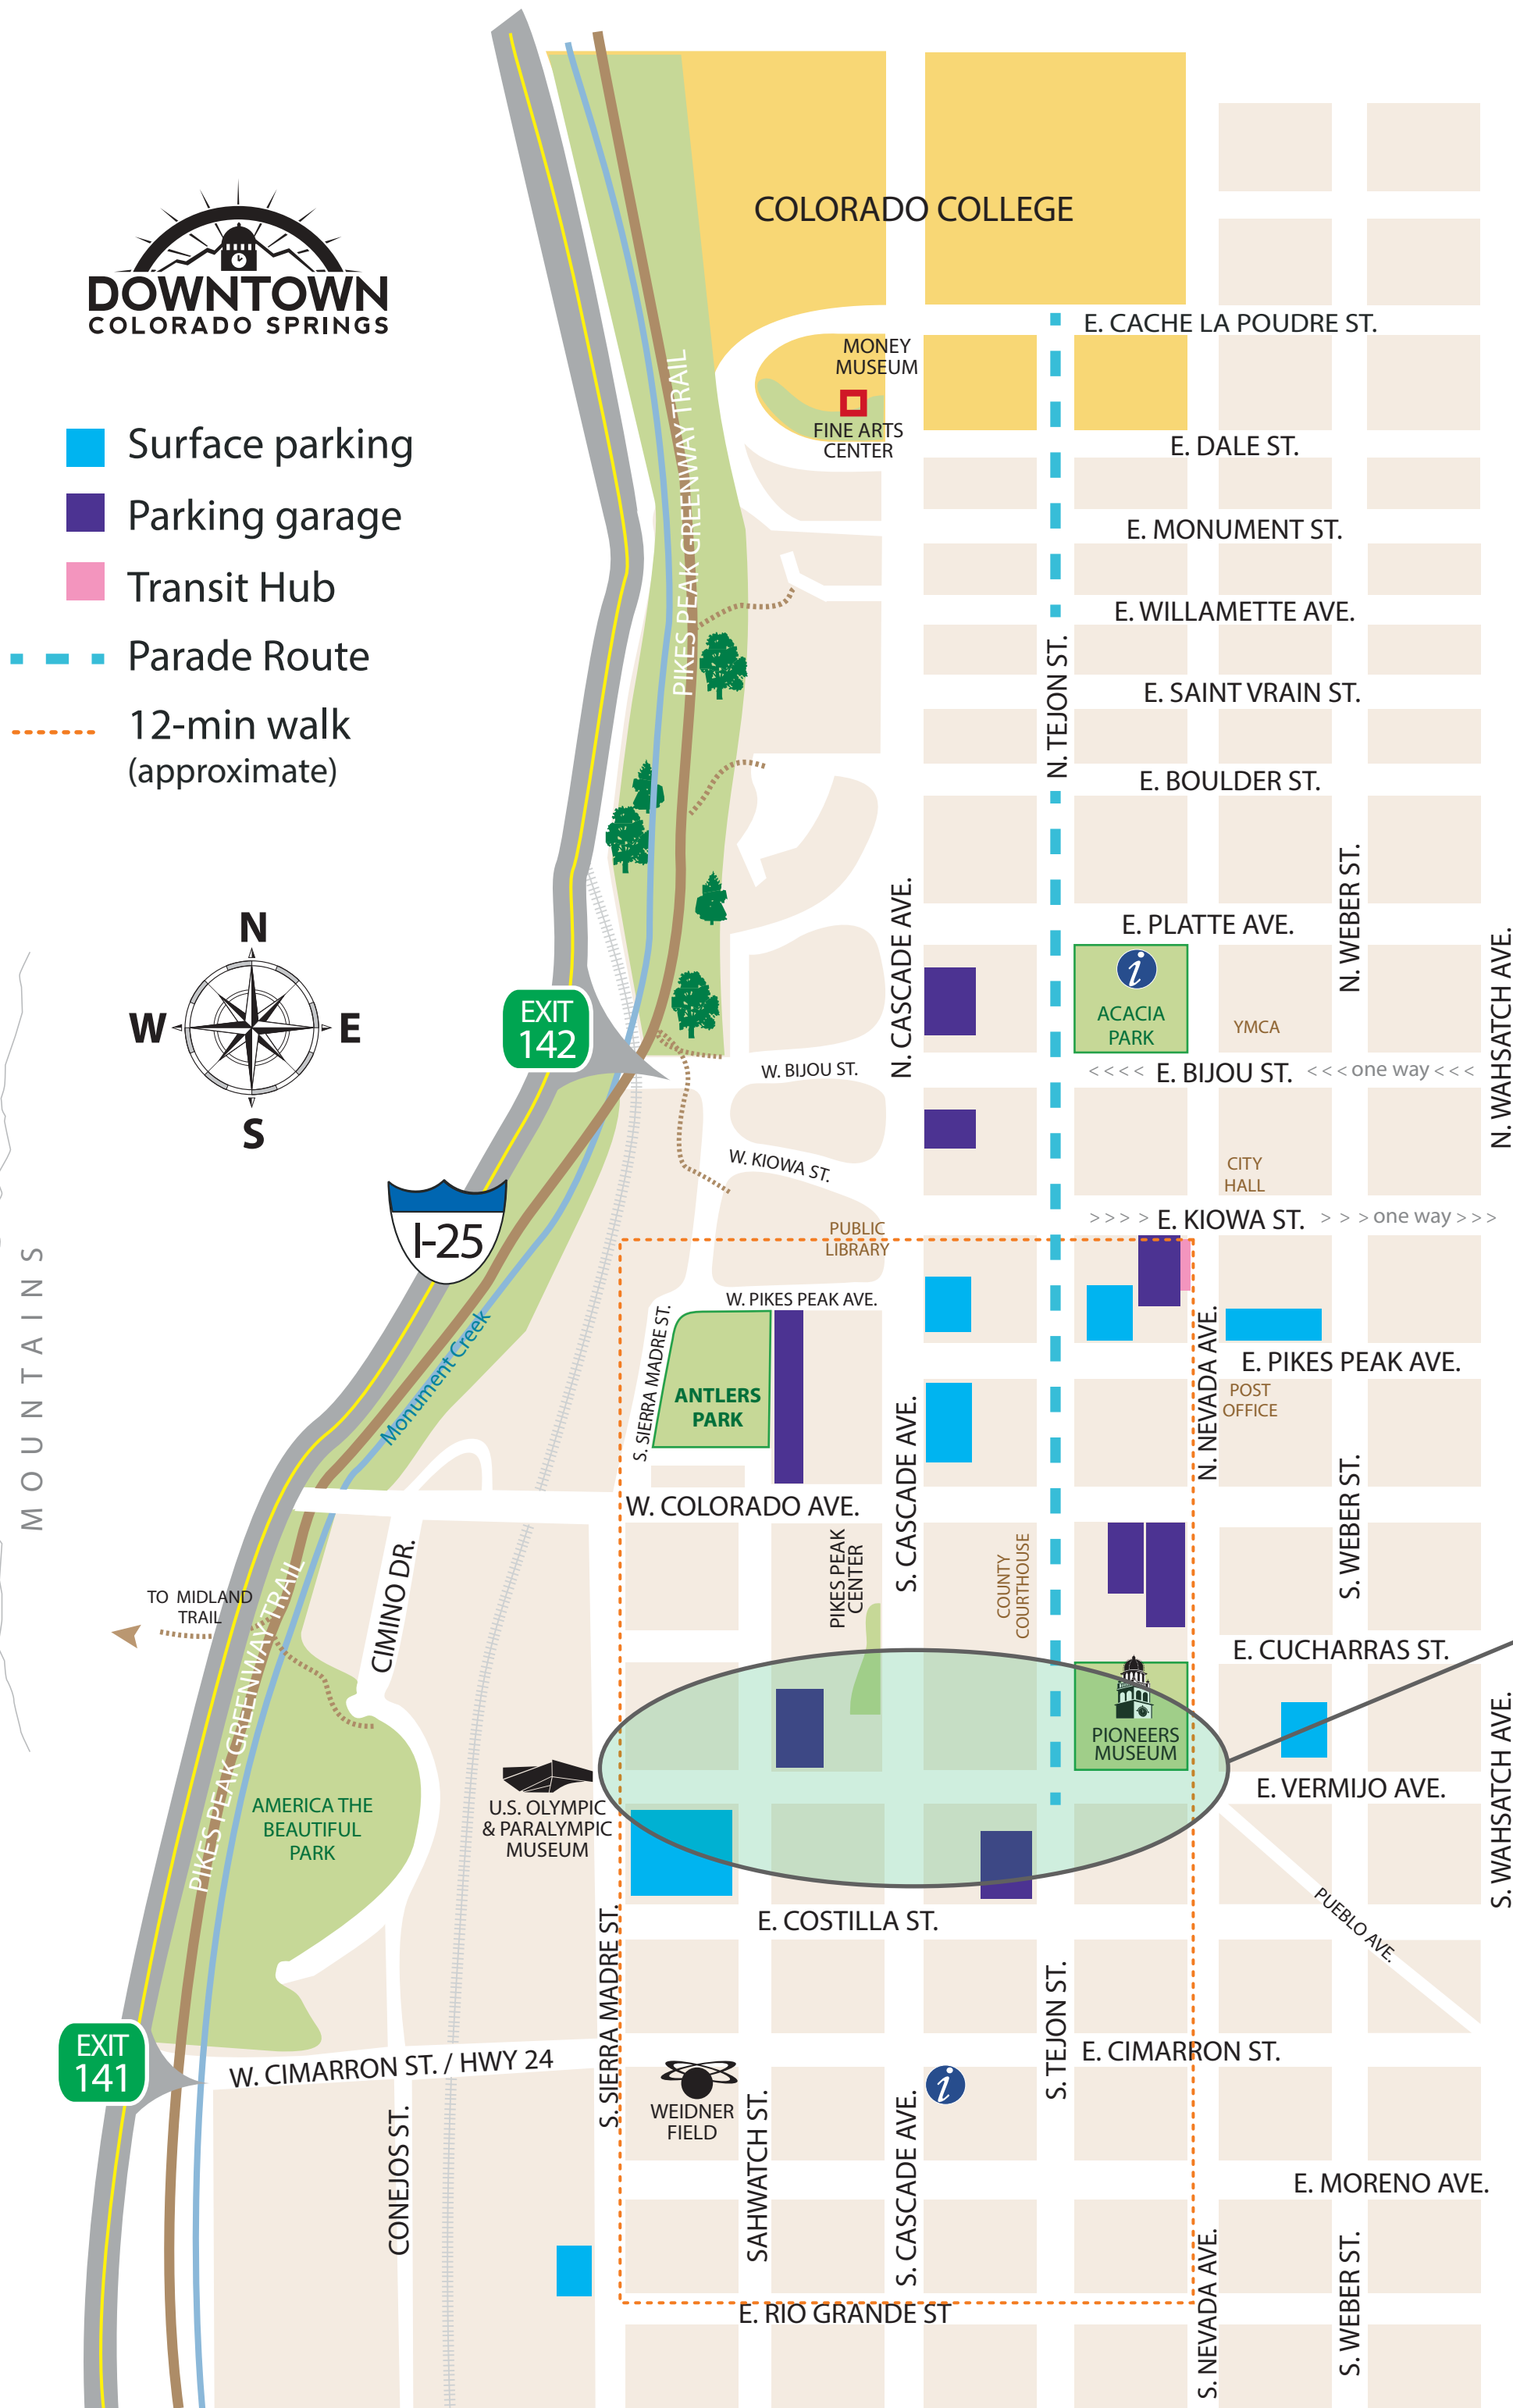 DOWNTOWN
COLORADO SPRINGS
Surface parking
Parking garage
Transit Hub
Parade Route
12-min walk
(approximate)
N
W
E
S
MOUNTAINS
COLORADO COLLEGE
E. CACHE LA POUDRE ST.
MONEY
MUSEUM
FINE ARTS
CENTER
E. DALE ST.
E. MONUMENT ST.
E. WILLAMETTE AVE.
E. SAINT VRAIN ST.
E. BOULDER ST.
PIKES PEAK GREENWAY TRAIL
N. TEJON ST.
N. CASCADE AVE.
N. WEBER ST.
N. WAHSATCH AVE.
E. PLATTE AVE.
i
ACACIA
PARK
YMCA
EXIT
142
W. BIJOU ST.
< < < < E. BIJOU ST. < < < one way < < <
W. KIOWA ST.
CITY
HALL
> > > > E. KIOWA ST. > > > one way > > >
I-25
PUBLIC
LIBRARY
W. PIKES PEAK AVE.
S. SIERRA MADRE ST.
ANTLERS
PARK
Monument Creek
N. NEVADA AVE.
E. PIKES PEAK AVE.
POST
OFFICE
S. CASCADE AVE.
S. WEBER ST.
W. COLORADO AVE.
PIKES PEAK
CENTER
COUNTY
COURTHOUSE
CIMINO DR.
TO MIDLAND
TRAIL
PIKES PEAK GREENWAY TRAIL
E. CUCHARRAS ST.
PIONEERS
MUSEUM
E. VERMIJO AVE.
S. WAHSATCH AVE.
AMERICA THE
BEAUTIFUL
PARK
U.S. OLYMPIC
& PARALYMPIC
MUSEUM
PUEBLO AVE.
E. COSTILLA ST.
S. SIERRA MADRE ST.
S. TEJON ST.
E. CIMARRON ST.
EXIT
141
W. CIMARRON ST. / HWY 24
WEIDNER
FIELD
i
CONEJOS ST.
SAHWATCH ST.
S. CASCADE AVE.
E. MORENO AVE.
S. NEVADA AVE.
S. WEBER ST.
E. RIO GRANDE ST